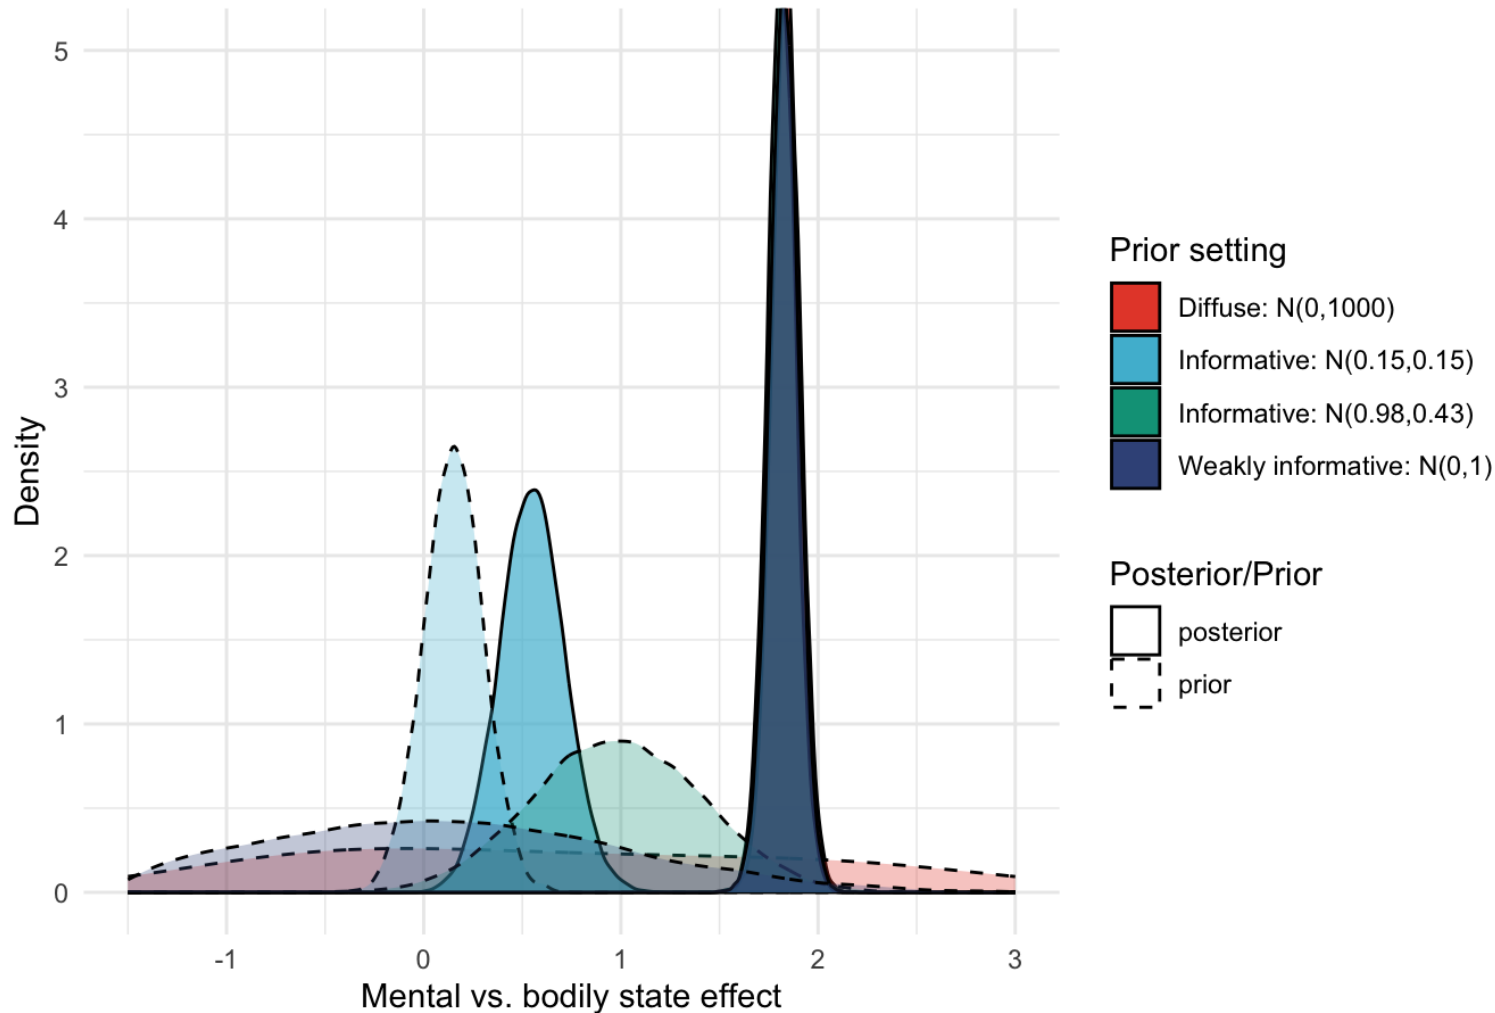 5
4
3
2
1
0
Density
-1 0 1 2 3
Mental vs. bodily state effect
Prior setting
Diffuse: N(0,1000)
Informative: N(0.15,0.15)
Informative: N(0.98,0.43)
Weakly informative: N(0,1)
Posterior/Prior
posterior
prior